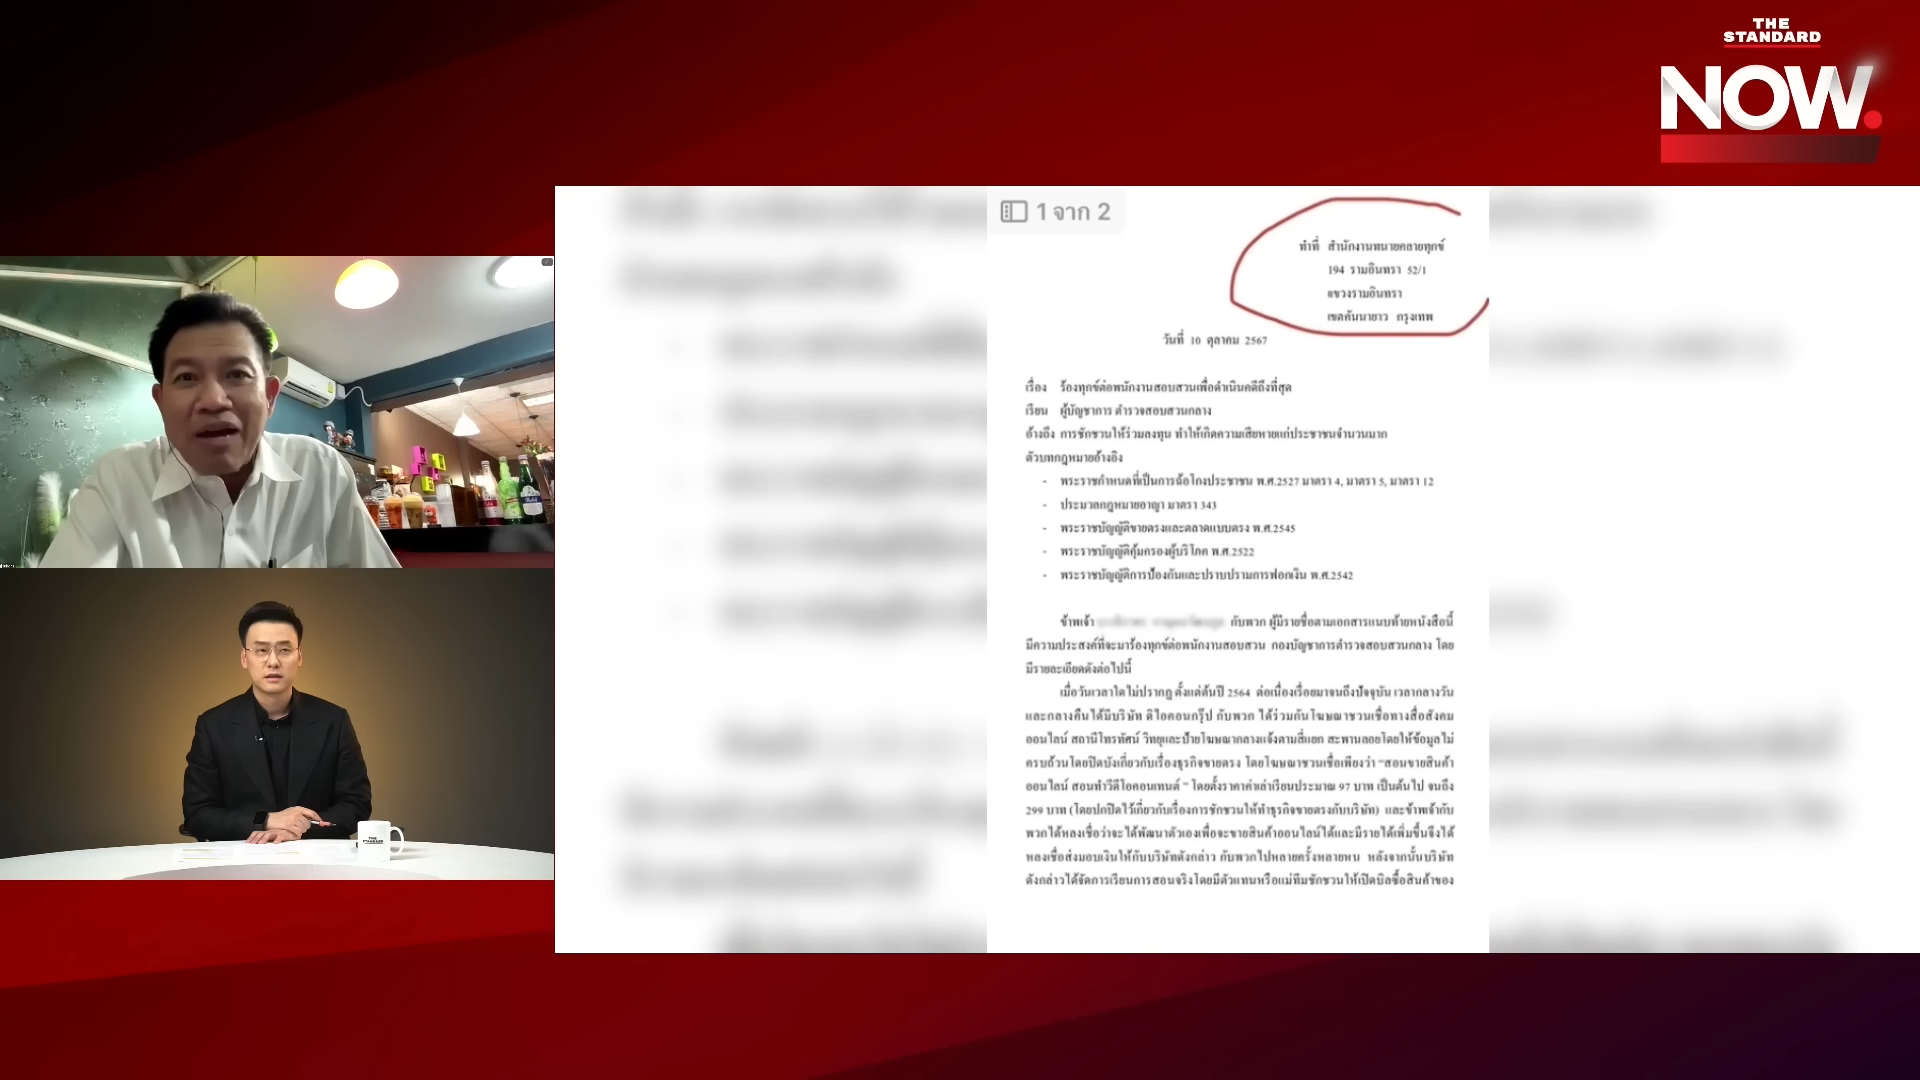 THE
STANDARD
NOW.
1 จาก 2
ทำที่ สำนักงานทนายคลายทุกข์
194 รามอินทรา 52/1
แขวงรามอินทรา
เขตคันนายาว กรุงเทพ
วันที่ 10 ตุลาคม 2567
เรื่อง ร้องทุกข์ต่อพนักงานสอบสวนเพื่อดำเนินคดีถึงที่สุด
เรียน ผู้บัญชาการ ตำรวจสอบสวนกลาง
อ้างถึง การชักชวนให้ร่วมลงทุน ทำให้เกิดความเสียหายแก่ประชาชนจำนวนมาก
ตัวบทกฎหมายอ้างอิง
- พระราชกำหนดที่เป็นการฉ้อโกงประชาชน พ.ศ.2527 มาตรา 4, มาตรา 5, มาตรา 12
- ประมวลกฎหมายอาญา มาตรา 343
- พระราชบัญญัติขายตรงและตลาดแบบตรง พ.ศ.2545
- พระราชบัญญัติคุ้มครองผู้บริโภค พ.ศ.2522
- พระราชบัญญัติการป้องกันและปราบปรามการฟอกเงิน พ.ศ.2542
ข้าพเจ้า กับพวก ผู้มีรายชื่อตามเอกสารแนบท้ายหนังสือนี้
มีความประสงค์ที่จะมาร้องทุกข์ต่อพนักงานสอบสวน กองบัญชาการตำรวจสอบสวนกลาง โดย
มีรายละเอียดดังต่อไปนี้
เมื่อวันเวลาใดไม่ปรากฏ ตั้งแต่ต้นปี 2564 ต่อเนื่องเรื่อยมาจนถึงปัจจุบัน เวลากลางวัน
และกลางคืน ได้มีบริษัท ดิไอคอนกรุ๊ป กับพวก ได้ร่วมกันโฆษณาชวนเชื่อทางสื่อสังคม
ออนไลน์ สถานีโทรทัศน์ วิทยุและป้ายโฆษณากลางแจ้งตามสี่แยก สะพานลอยโดยให้ข้อมูลไม่
ครบถ้วนโดยปิดบังเกี่ยวกับเรื่องธุรกิจขายตรง โดยโฆษณาชวนเชื่อเพียงว่า "สอนขายสินค้า
ออนไลน์ สอนทำวีดีโอคอนเทนต์ " โดยตั้งราคาค่าเล่าเรียนประมาณ 97 บาท เป็นต้นไป จนถึง
299 บาท (โดยปกปิดไว้เกี่ยวกับเรื่องการชักชวนให้ทำธุรกิจขายตรงกับบริษัท) และข้าพเจ้ากับ
พวกได้หลงเชื่อว่าจะได้พัฒนาตัวเองเพื่อจะขายสินค้าออนไลน์ได้และมีรายได้เพิ่มขึ้นจึงได้
หลงเชื่อส่งมอบเงินให้กับบริษัทดังกล่าว กับพวกไปหลายครั้งหลายหน หลังจากนั้นบริษัท
ดังกล่าวได้จัดการเรียนการสอนจริงโดยมีตัวแทนหรือแม่ทีมชักชวนให้เปิดบิลซื้อสินค้าของ
THE
STANDARD